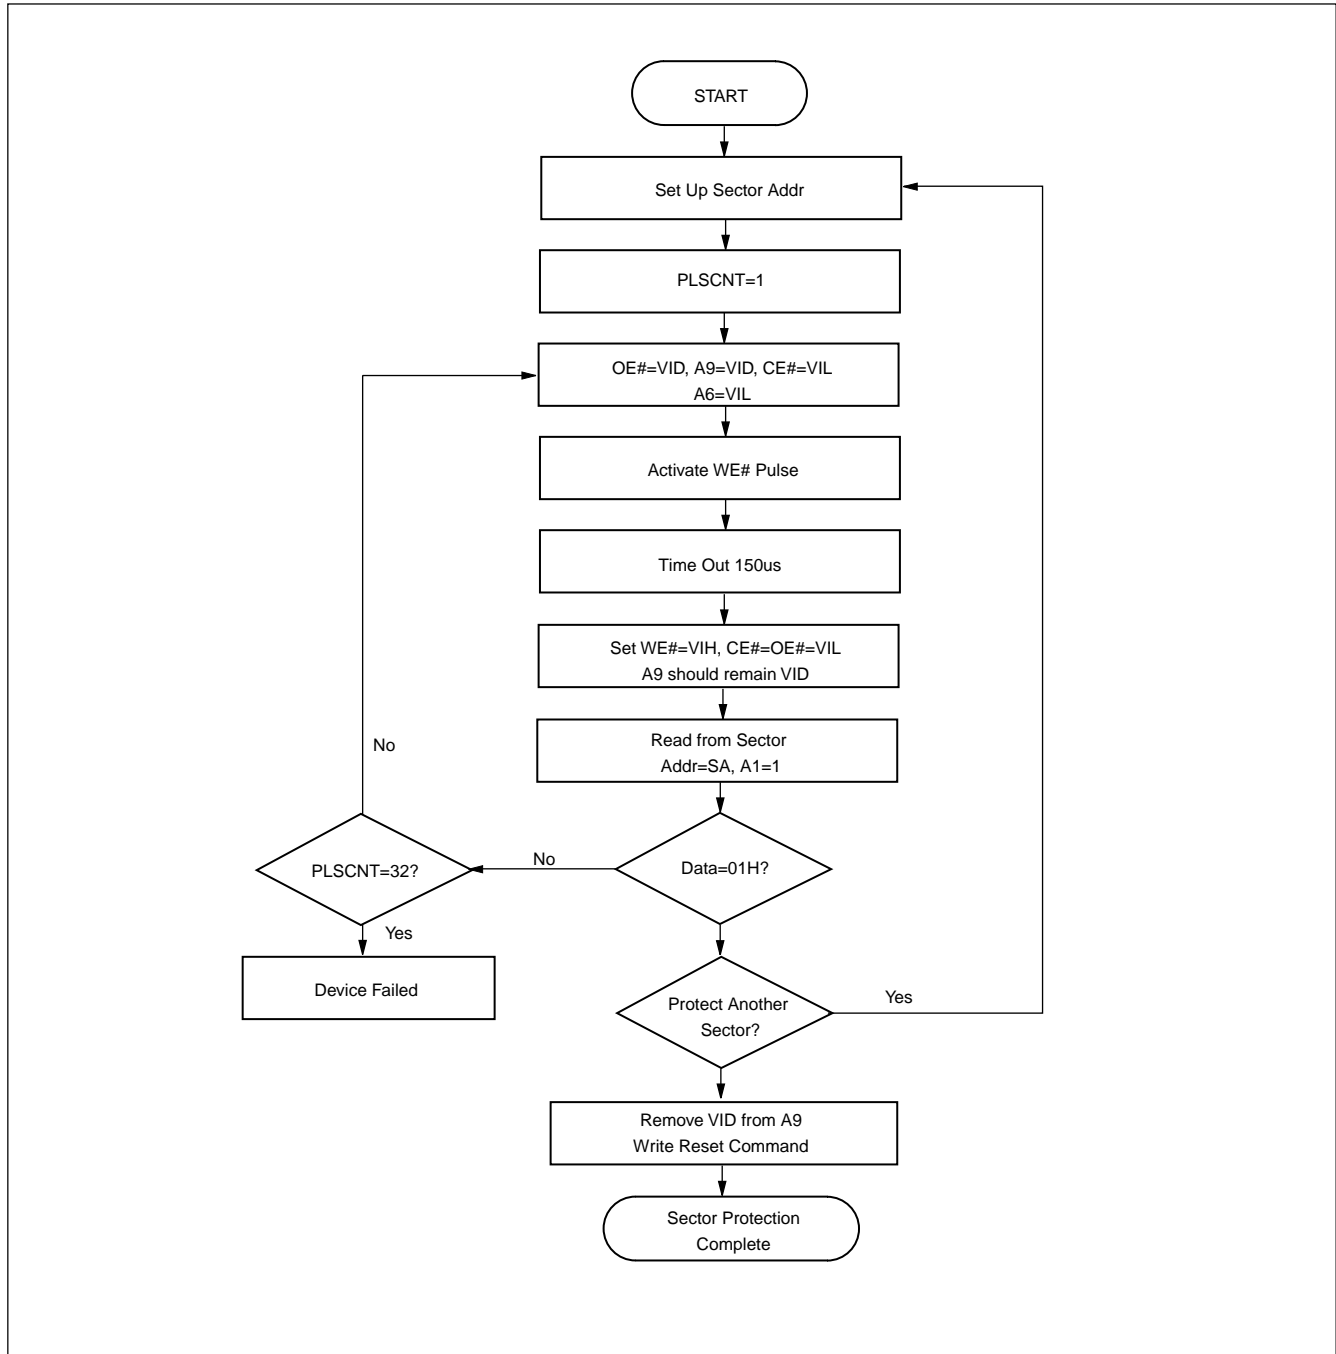 START
Set Up Sector Addr
PLSCNT=1
OE#=VID, A9=VID, CE#=VIL
A6=VIL
Activate WE# Pulse
Time Out 150us
Set WE#=VIH, CE#=OE#=VIL
A9 should remain VID
Read from Sector
Addr=SA, A1=1
No
PLSCNT=32?
No
Data=01H?
Yes
Device Failed
Protect Another
Sector?
Yes
Remove VID from A9
Write Reset Command
Sector Protection
Complete